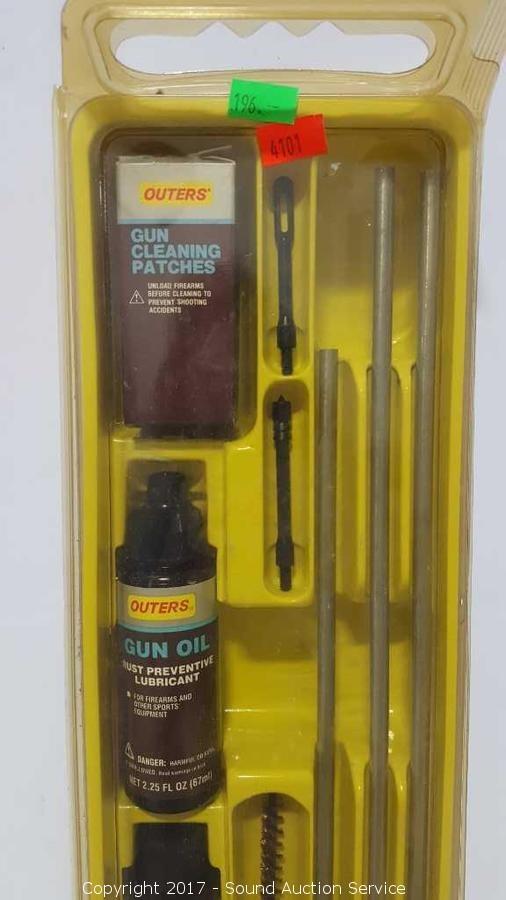 196.—
4101
OUTERS
GUN
CLEANING
PATCHES
UNLOAD FIREARMS
BEFORE CLEANING TO
PREVENT SHOOTING
ACCIDENTS
OUTERS
GUN OIL
RUST PREVENTIVE
LUBRICANT
FOR FIREARMS AND
OTHER SPORTS
EQUIPMENT
DANGER: HARMFUL OR
NET 2.25 FL OZ (67ml)
Copyright 2017 - Sound Auction Service